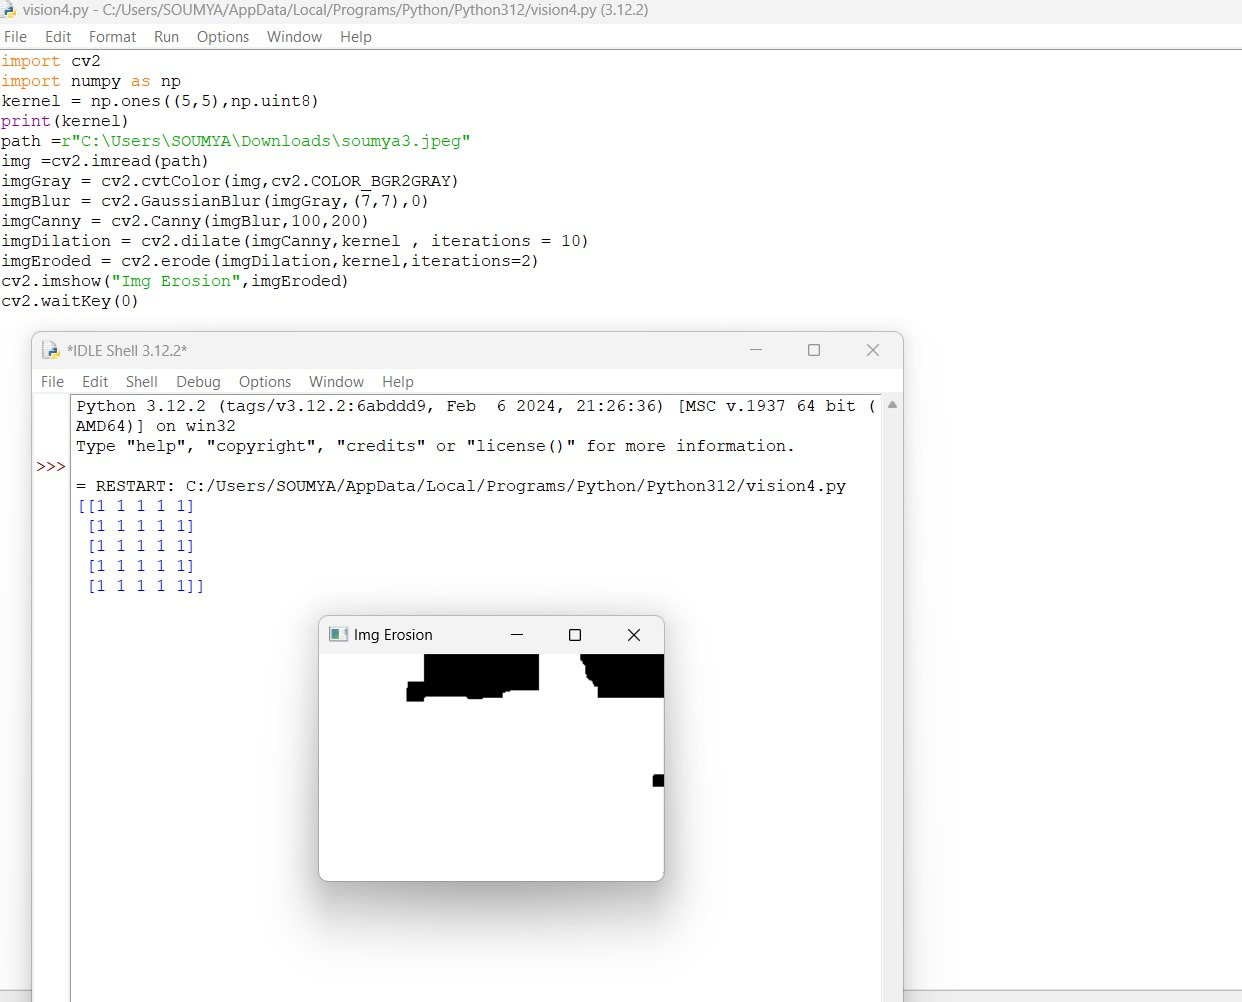 vision4.py - C:/Users/SOUMYA/AppData/Local/Programs/Python/Python312/vision4.py (3.12.2)
File Edit Format Run Options Window Help
import cv2
import numpy as np
kernel = np.ones((5,5),np.uint8)
print(kernel)
path =r"C:\Users\SOUMYA\Downloads\soumya3.jpeg"
img =cv2.imread(path)
imgGray = cv2.cvtColor(img,cv2.COLOR_BGR2GRAY)
imgBlur = cv2.GaussianBlur(imgGray,(7,7),0)
imgCanny = cv2.Canny(imgBlur,100,200)
imgDilation = cv2.dilate(imgCanny,kernel , iterations = 10)
imgEroded = cv2.erode(imgDilation,kernel,iterations=2)
cv2.imshow("Img Erosion",imgEroded)
cv2.waitKey(0)
*IDLE Shell 3.12.2*
File Edit Shell Debug Options Window Help
Python 3.12.2 (tags/v3.12.2:6abddd9, Feb  6 2024, 21:26:36) [MSC v.1937 64 bit (
AMD64)] on win32
Type "help", "copyright", "credits" or "license()" for more information.
>>>
= RESTART: C:/Users/SOUMYA/AppData/Local/Programs/Python/Python312/vision4.py
[[1 1 1 1 1]
 [1 1 1 1 1]
 [1 1 1 1 1]
 [1 1 1 1 1]
 [1 1 1 1 1]]
Img Erosion